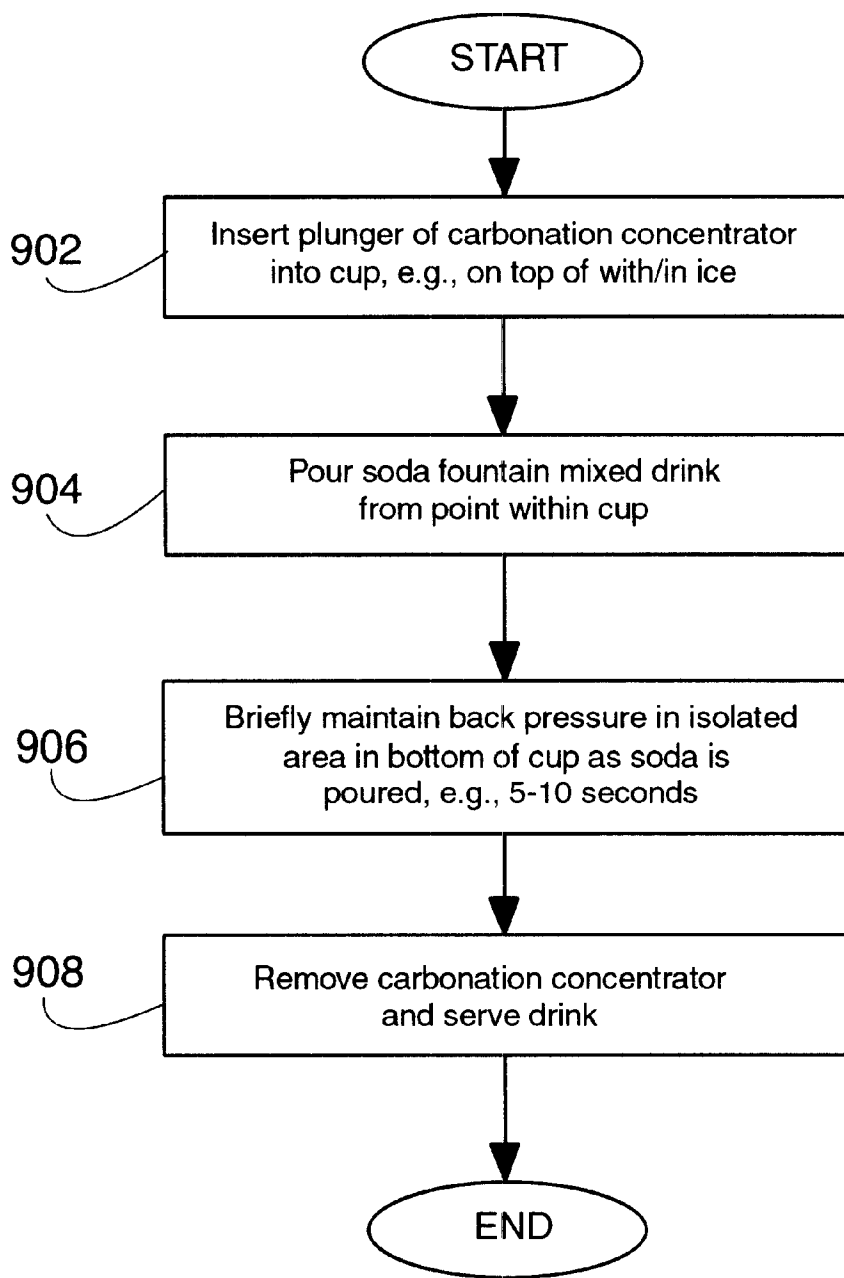 START
902
Insert plunger of carbonation concentrator
into cup, e.g., on top of with/in ice
904
Pour soda fountain mixed drink
from point within cup
906
Briefly maintain back pressure in isolated
area in bottom of cup as soda is
poured, e.g., 5-10 seconds
908
Remove carbonation concentrator
and serve drink
END